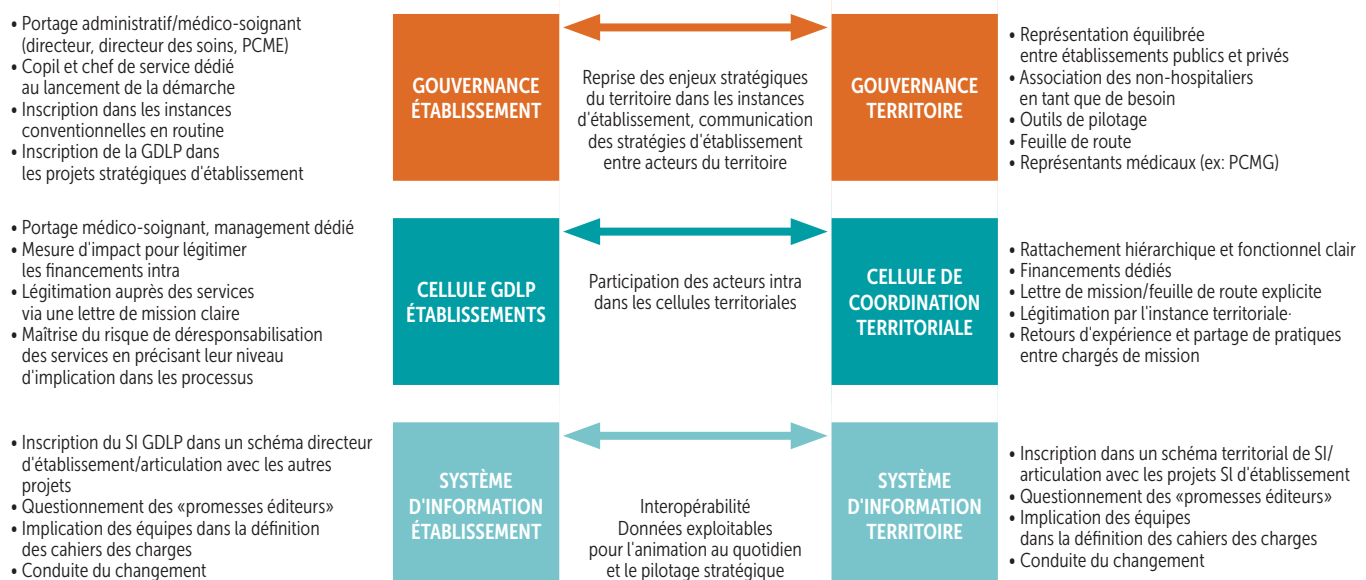 • Portage administratif/médico-soignant
(directeur, directeur des soins, PCME)
• Copil et chef de service dédié
au lancement de la démarche
• Inscription dans les instances
conventionnelles en routine
• Inscription de la GDLP dans
les projets stratégiques d'établissement
GOUVERNANCE
ÉTABLISSEMENT
Reprise des enjeux stratégiques
du territoire dans les instances
d'établissement, communication
des stratégies d'établissement
entre acteurs du territoire
GOUVERNANCE
TERRITOIRE
• Représentation équilibrée
entre établissements publics et privés
• Association des non-hospitaliers
en tant que de besoin
• Outils de pilotage
• Feuille de route
• Représentants médicaux (ex: PCMG)
• Portage médico-soignant, management dédié
• Mesure d'impact pour légitimer
les financements intra
• Légitimation auprès des services
via une lettre de mission claire
• Maîtrise du risque de déresponsabilisation
des services en précisant leur niveau
d'implication dans les processus
CELLULE GDLP
ÉTABLISSEMENTS
Participation des acteurs intra
dans les cellules territoriales
CELLULE DE
COORDINATION
TERRITORIALE
• Rattachement hiérarchique et fonctionnel clair
• Financements dédiés
• Lettre de mission/feuille de route explicite
• Légitimation par l'instance territoriale·
• Retours d'expérience et partage de pratiques
entre chargés de mission
• Inscription du SI GDLP dans un schéma directeur
d'établissement/articulation avec les autres
projets
• Questionnement des «promesses éditeurs»
• Implication des équipes dans la définition
des cahiers des charges
• Conduite du changement
SYSTÈME
D'INFORMATION
ÉTABLISSEMENT
Interopérabilité
Données exploitables
pour l'animation au quotidien
et le pilotage stratégique
SYSTÈME
D'INFORMATION
TERRITOIRE
• Inscription dans un schéma territorial de SI/
articulation avec les projets SI d'établissement
• Questionnement des «promesses éditeurs»
• Implication des équipes
dans la définition des cahiers des charges
• Conduite du changement